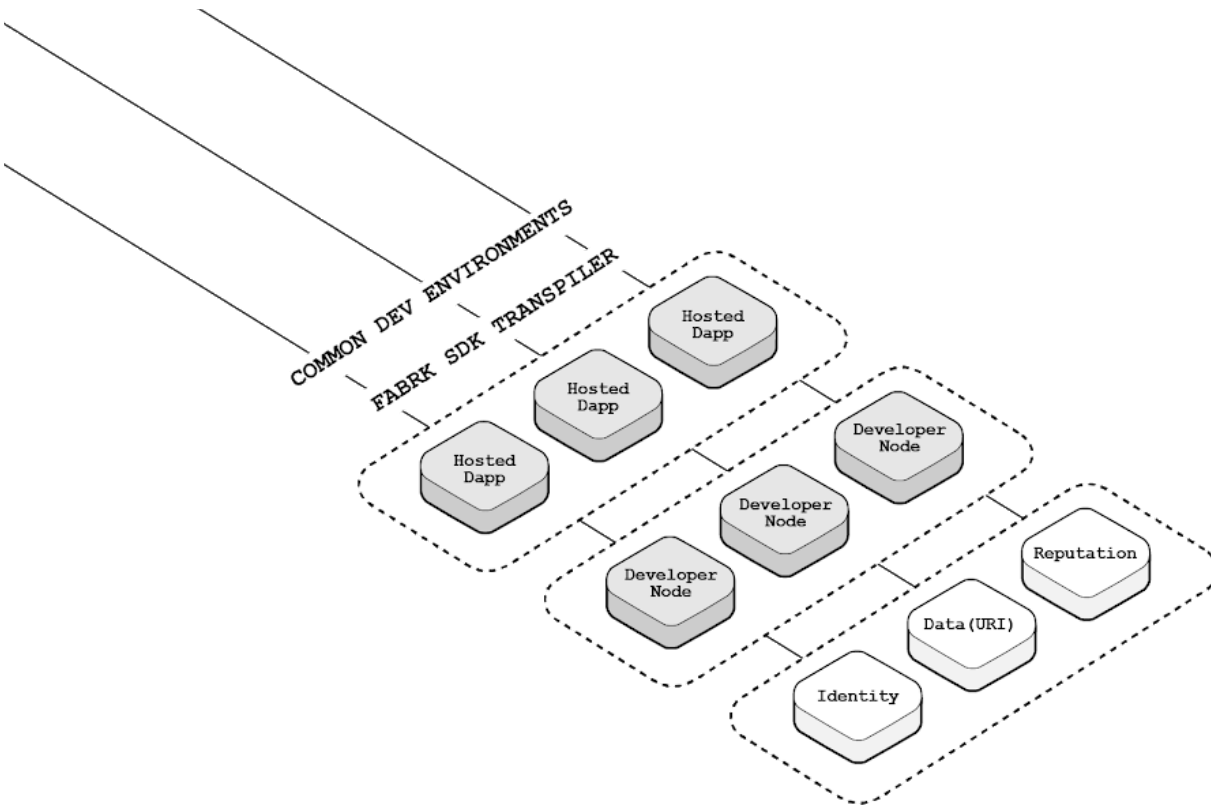 COMMON DEV ENVIRONMENTS
FABRK SDK TRANSPILER
Hosted
Dapp
Hosted
Dapp
Hosted
Dapp
Developer
Node
Developer
Node
Developer
Node
Reputation
Data(URI)
Identity